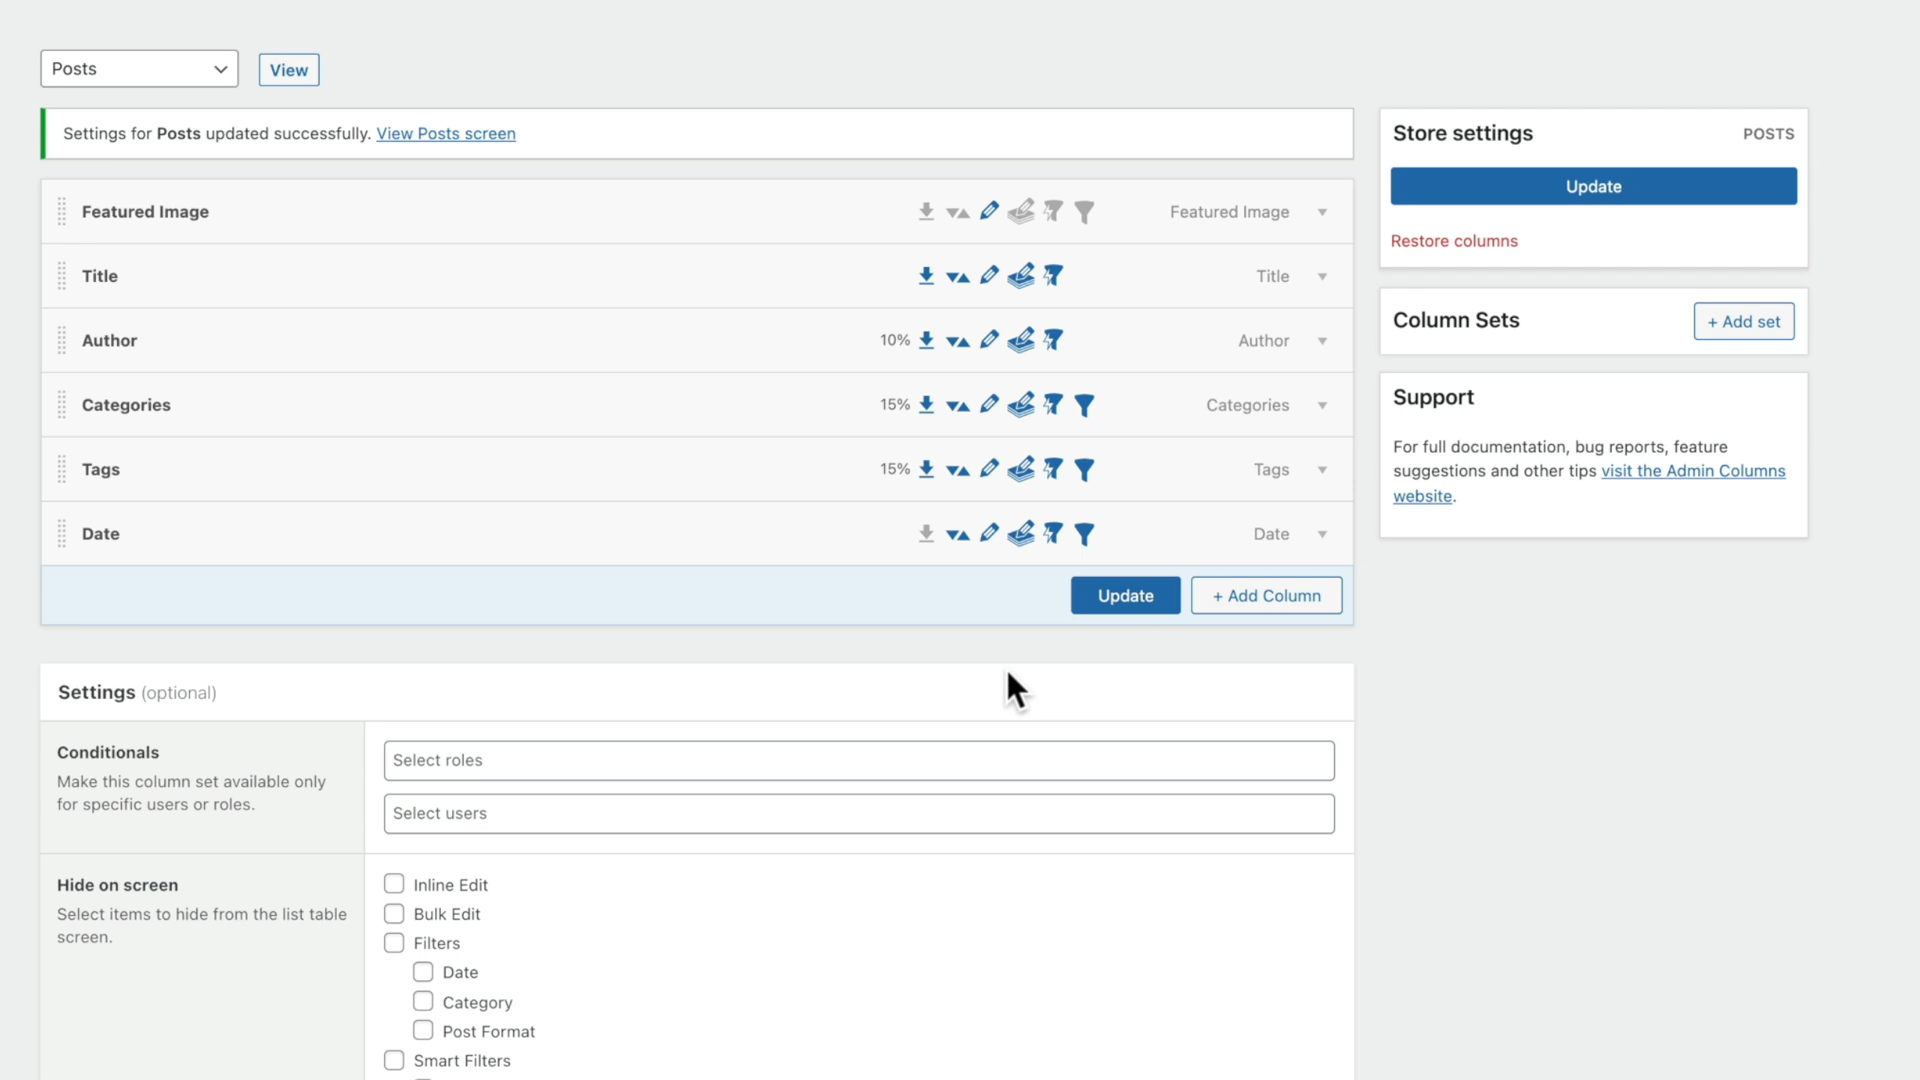 Posts
View
Settings for Posts updated successfully. View Posts screen
Featured Image
Featured Image
Title
Title
Author
10%
Author
Categories
15%
Categories
Tags
15%
Tags
Date
Date
Update
+ Add Column
Store settings
POSTS
Update
Restore columns
Column Sets
+ Add set
Support
For full documentation, bug reports, feature
suggestions and other tips visit the Admin Columns
website.
Settings (optional)
Conditionals
Make this column set available only
for specific users or roles.
Select roles
Select users
Hide on screen
Select items to hide from the list table
screen.
Inline Edit
Bulk Edit
Filters
Date
Category
Post Format
Smart Filters